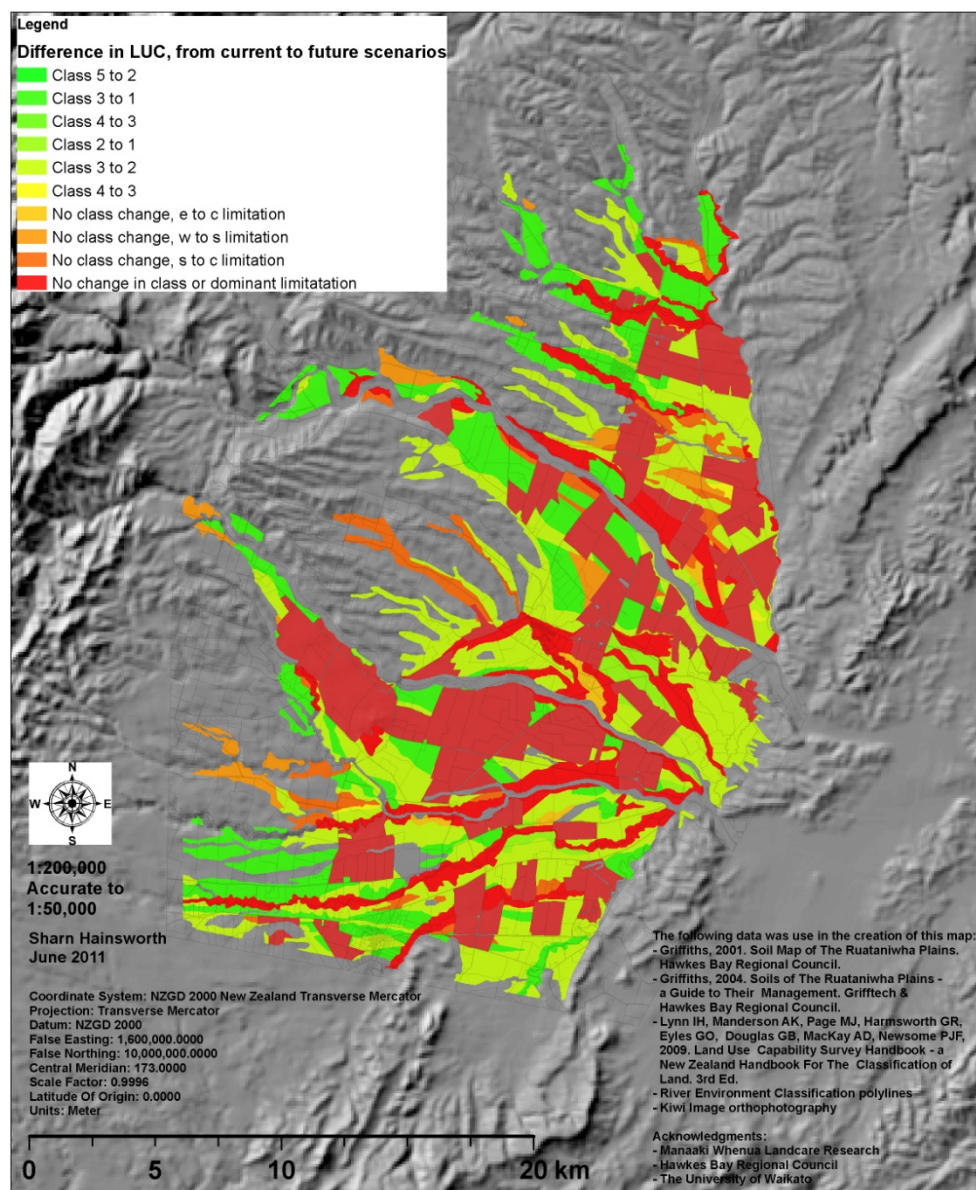 Legend
Difference in LUC, from current to future scenarios
Class 5 to 2
Class 3 to 1
Class 4 to 3
Class 2 to 1
Class 3 to 2
Class 4 to 3
No class change, e to c limitation
No class change, w to s limitation
No class change, s to c limitation
No change in class or dominant limitatation
N
W E
S
1:200,000
Accurate to
1:50,000
Sharn Hainsworth
June 2011
Coordinate System: NZGD 2000 New Zealand Transverse Mercator
Projection: Transverse Mercator
Datum: NZGD 2000
False Easting: 1,600,000.0000
False Northing: 10,000,000.0000
Central Meridian: 173.0000
Scale Factor: 0.9996
Latitude Of Origin: 0.0000
Units: Meter
0 5 10 20 km
The following data was use in the creation of this map:
- Griffiths, 2001. Soil Map of The Ruataniwha Plains.
Hawkes Bay Regional Council.
- Griffiths, 2004. Soils of The Ruataniwha Plains -
a Guide to Their Management. Grifftech &
Hawkes Bay Regional Council.
- Lynn IH, Manderson AK, Page MJ, Harmsworth GR,
Eyles GO, Douglas GB, MacKay AD, Newsome PJF,
2009. Land Use Capability Survey Handbook - a
New Zealand Handbook For The Classification of
Land. 3rd Ed.
- River Environment Classification polylines
- Kiwi Image orthophotography
Acknowledgments:
- Manaaki Whenua Landcare Research
- Hawkes Bay Regional Council
- The University of Waikato